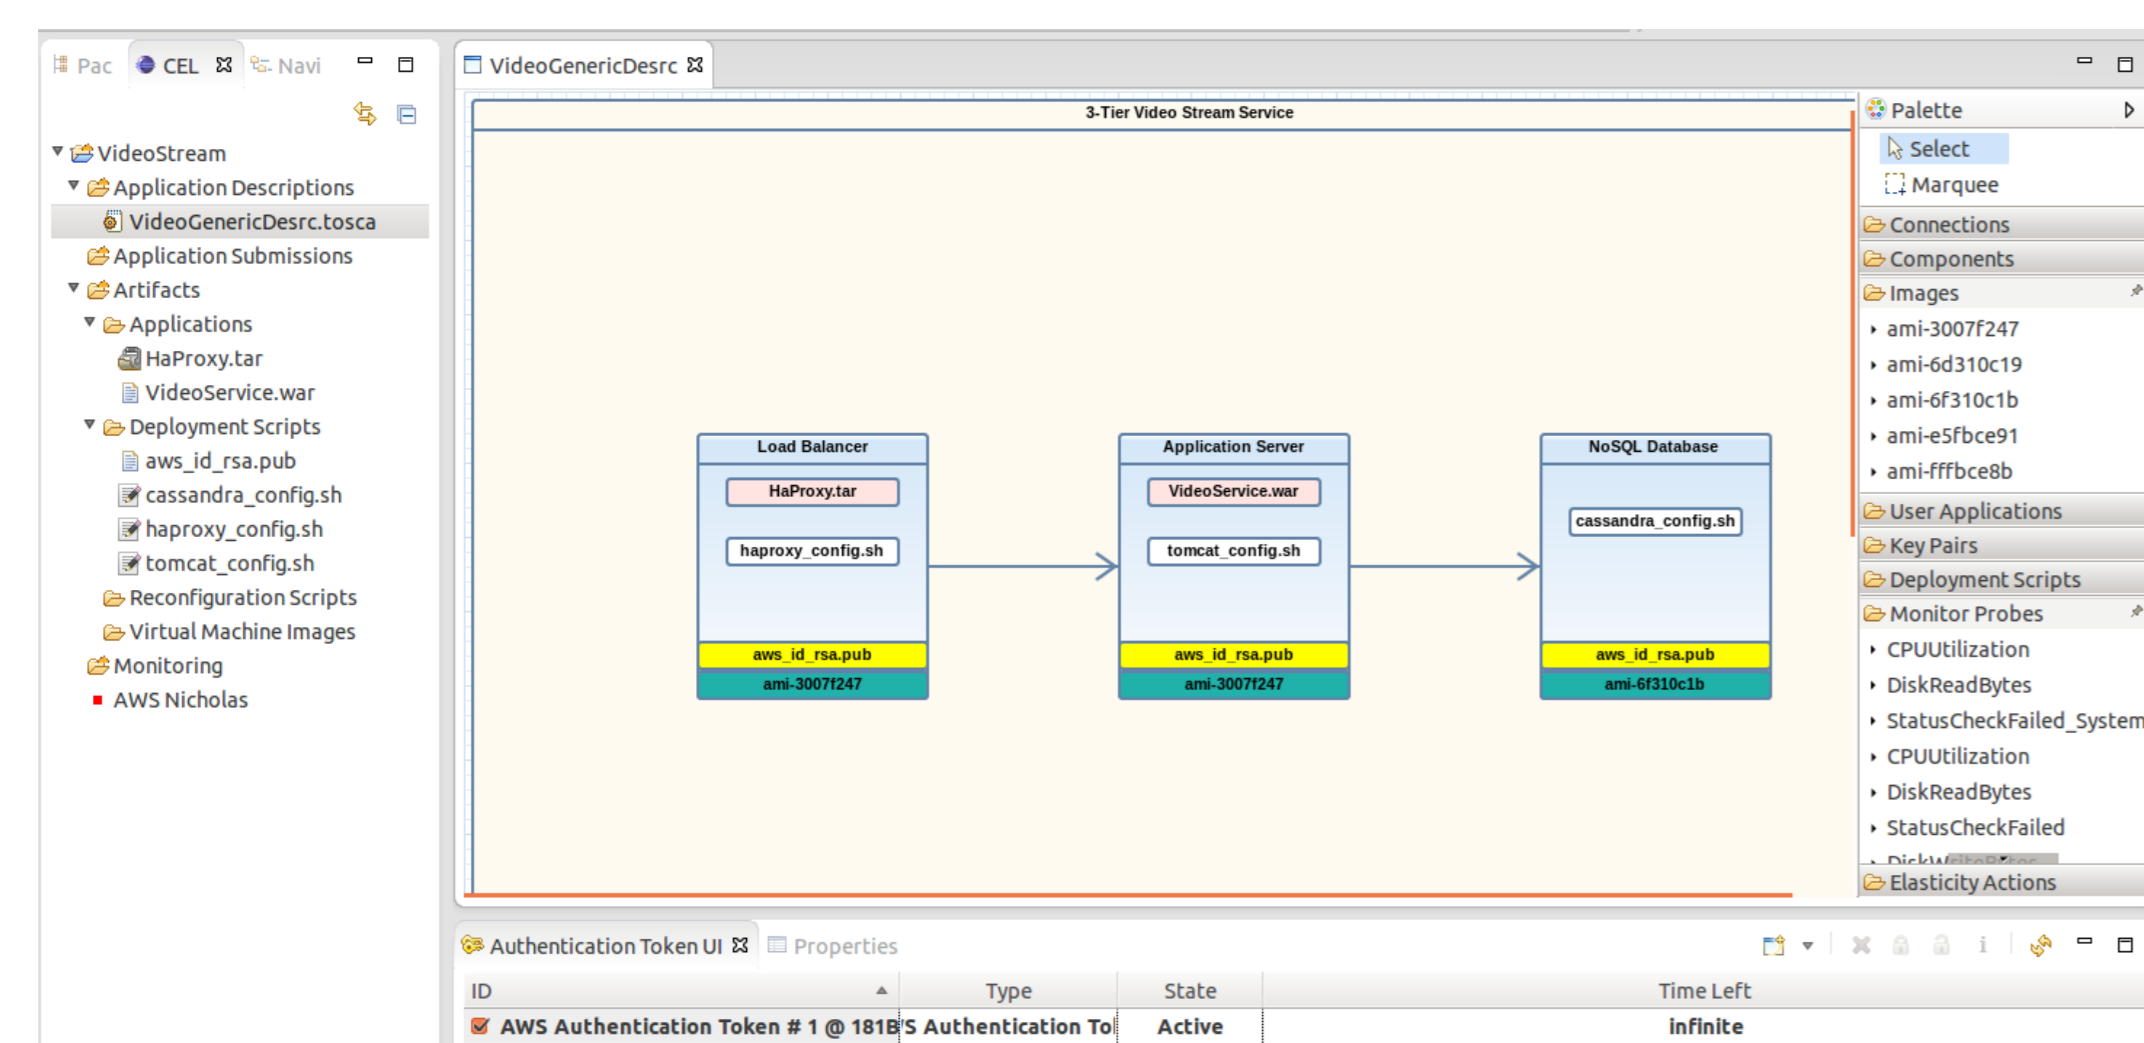 Pac CEL Navi
VideoStream
Application Descriptions
VideoGenericDesrc.tosca
Application Submissions
Artifacts
Applications
HaProxy.tar
VideoService.war
Deployment Scripts
aws_id_rsa.pub
cassandra_config.sh
haproxy_config.sh
tomcat_config.sh
Reconfiguration Scripts
Virtual Machine Images
Monitoring
AWS Nicholas
VideoGenericDesrc
3-Tier Video Stream Service
Load Balancer
HaProxy.tar
haproxy_config.sh
aws_id_rsa.pub
ami-3007f247
Application Server
VideoService.war
tomcat_config.sh
aws_id_rsa.pub
ami-3007f247
NoSQL Database
cassandra_config.sh
aws_id_rsa.pub
ami-6f310c1b
Palette
Select
Marquee
Connections
Components
Images
ami-3007f247
ami-6d310c19
ami-6f310c1b
ami-e5fbce91
ami-fffbce8b
User Applications
Key Pairs
Deployment Scripts
Monitor Probes
CPUUtilization
DiskReadBytes
StatusCheckFailed_System
CPUUtilization
DiskReadBytes
StatusCheckFailed
DiskWriteBytes
Elasticity Actions
Authentication Token UI Properties
ID Type State Time Left
AWS Authentication Token # 1 @ 181B 'S Authentication Tol Active infinite